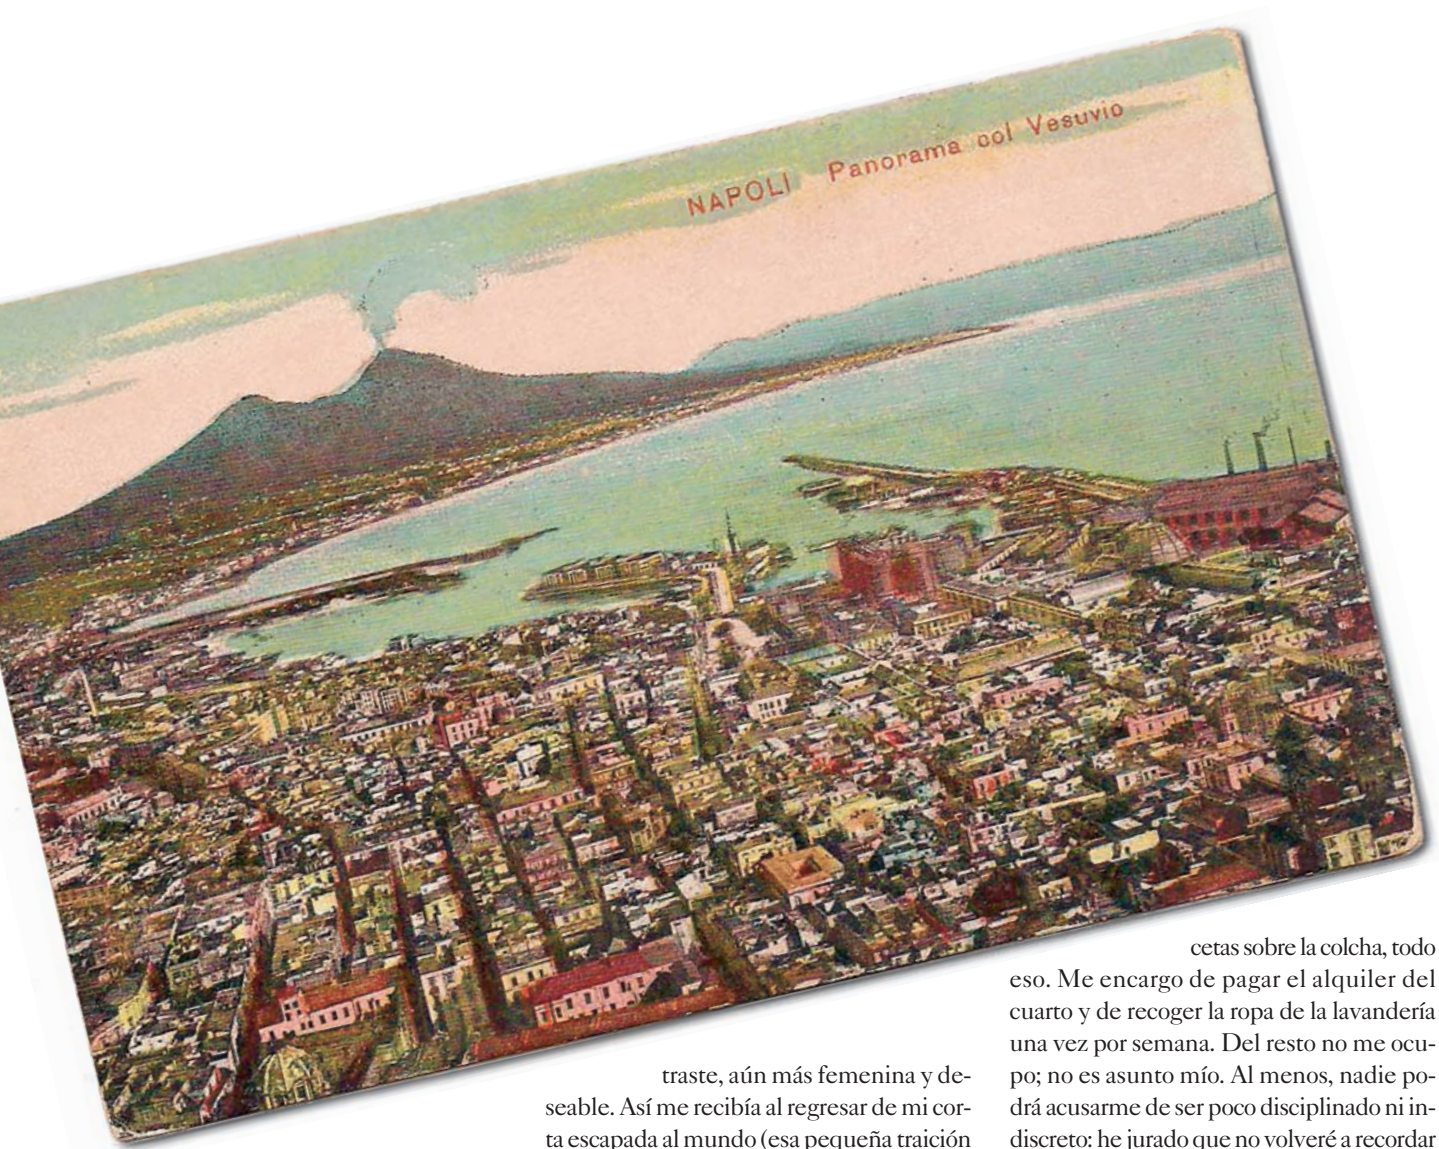 NAPOLI Panorama col Vesuvio
traste, aún más femenina y de-
seable. Así me recibía al regresar de mi cor-
ta escapada al mundo (esa pequeña traición
cetas sobre la colcha, todo
eso. Me encargo de pagar el alquiler del
cuarto y de recoger la ropa de la lavandería
una vez por semana. Del resto no me ocu-
po; no es asunto mío. Al menos, nadie po-
drá acusarme de ser poco disciplinado ni in-
discreto: he jurado que no volveré a recordar